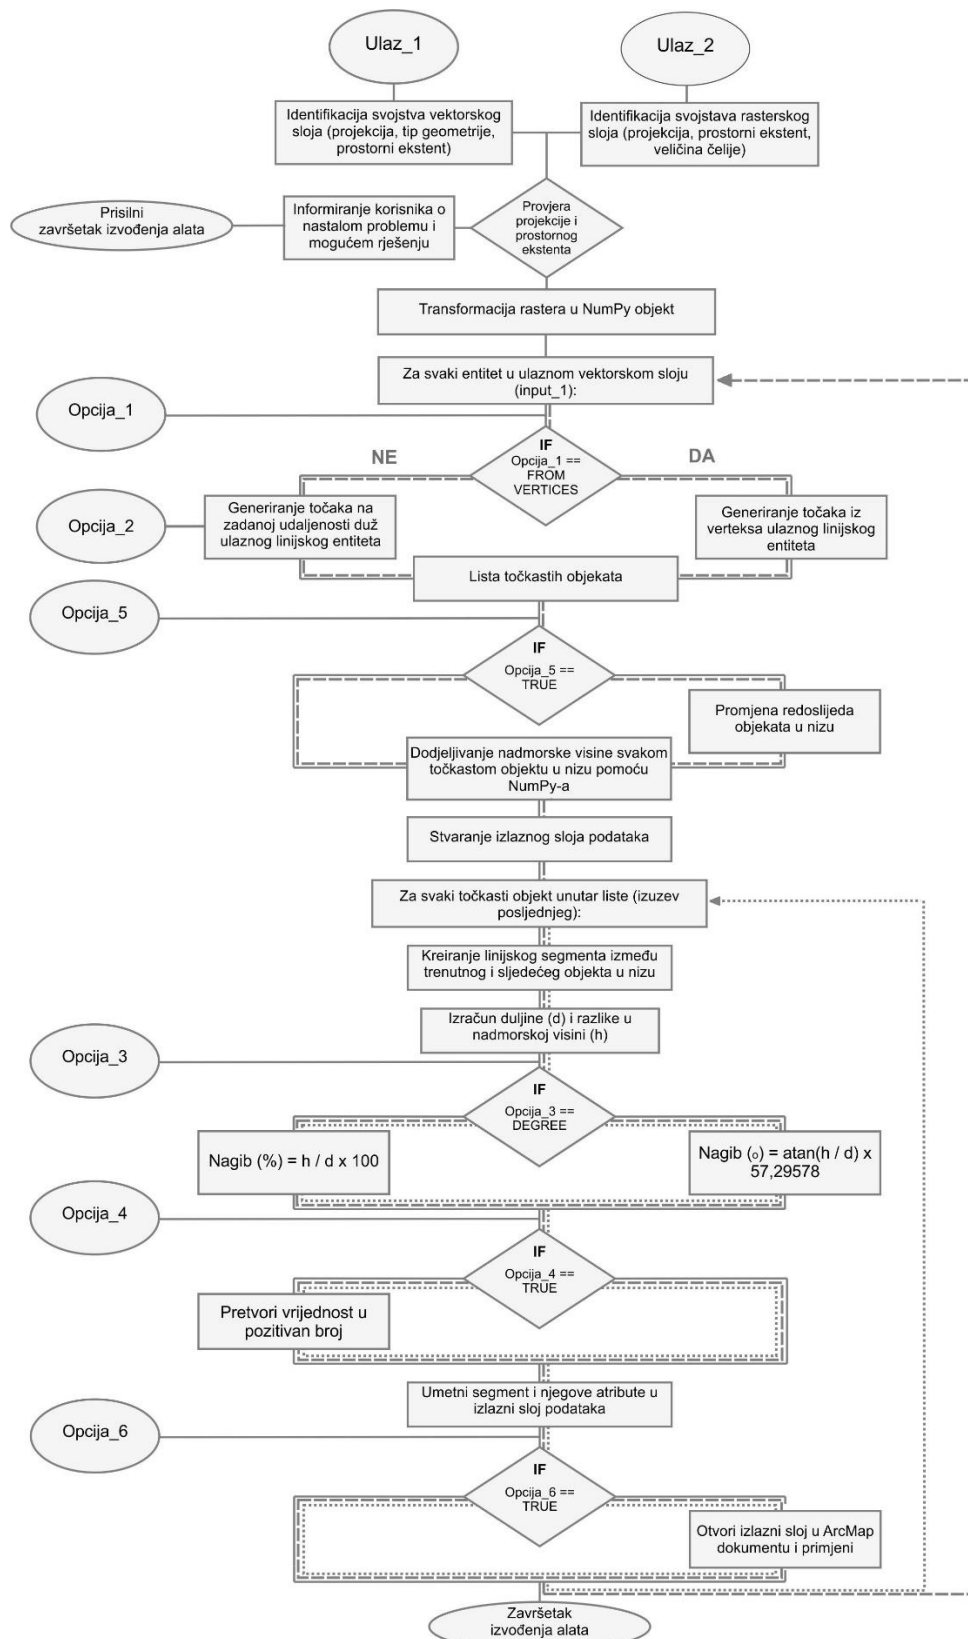 Ulaz_1
Ulaz_2
Identifikacija svojstva vektorskog
sloja (projekcija, tip geometrije,
prostorni ekstent)
Identifikacija svojstava rasterskog
sloja (projekcija, prostorni ekstent,
veličina čelije)
Prisilni
završetak izvođenja alata
Informiranje korisnika o
nastalom problemu i
mogućem rješenju
Provjera
projekcije i
prostornog
ekstenta
Transformacija rastera u NumPy objekt
Za svaki entitet u ulaznom vektorskom sloju
(input_1):
Opcija_1
IF
Opcija_1 ==
FROM
VERTICES
NE
DA
Opcija_2
Generiranje točaka na
zadanoj udaljenosti duž
ulaznog linijskog entiteta
Generiranje točaka iz
verteksa ulaznog linijskog
entiteta
Lista točkastih objekata
Opcija_5
IF
Opcija_5 ==
TRUE
Promjena redoslijeda
objekata u nizu
Dodjeljivanje nadmorske visine svakom
točkastom objektu u nizu pomoću
NumPy-a
Stvaranje izlaznog sloja podataka
Za svaki točkasti objekt unutar liste (izuzev
posljednjeg):
Kreiranje linijskog segmenta između
trenutnog i sljedećeg objekta u nizu
Izračun duljine (d) i razlike u
nadmorskoj visini (h)
Opcija_3
IF
Opcija_3 ==
DEGREE
Nagib (%) = h / d x 100
Nagib (o) = atan(h / d) x
57,29578
Opcija_4
IF
Opcija_4 ==
TRUE
Pretvori vrijednost u
pozitivan broj
Umetni segment i njegove atribute u
izlazni sloj podataka
Opcija_6
IF
Opcija_6 ==
TRUE
Otvori izlazni sloj u ArcMap
dokumentu i primjeni
Završetak
izvođenja alata